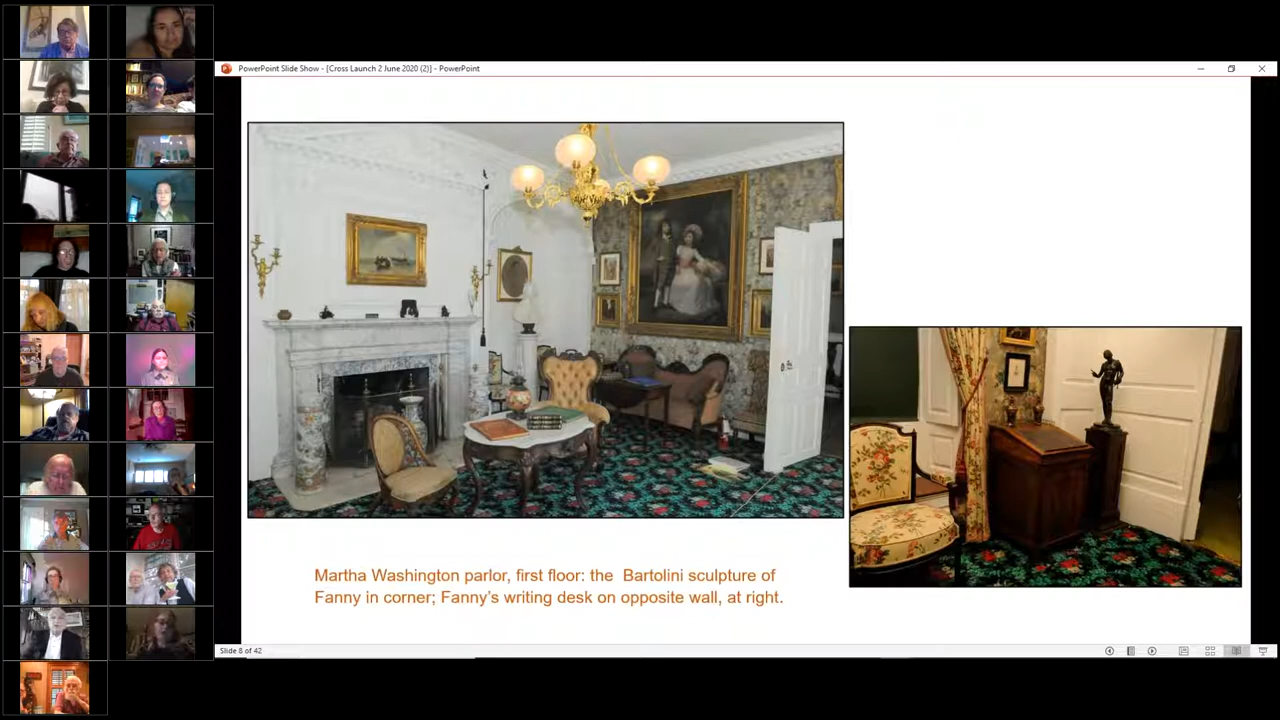 PowerPoint Slide Show - [Cross Launch 2 June 2020 (2)] - PowerPoint
Martha Washington parlor, first floor: the  Bartolini sculpture of
Fanny in corner; Fanny's writing desk on opposite wall, at right.
Slide 8 of 42